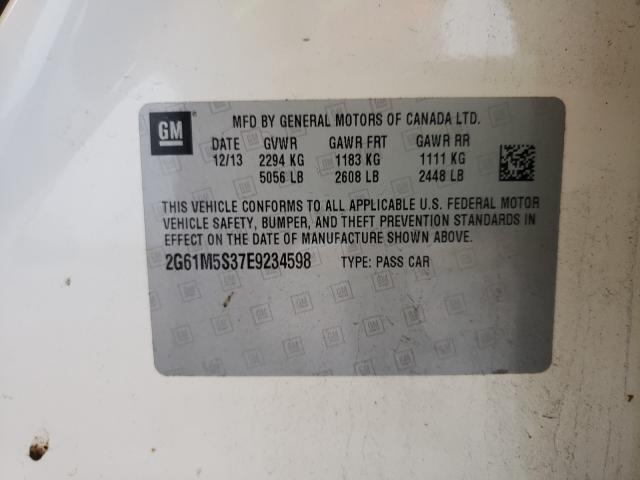 GM
MFD BY GENERAL MOTORS OF CANADA LTD.
DATE GVWR GAWR FRT GAWR RR
12/13 2294 KG 1183 KG 1111 KG
5056 LB 2608 LB 2448 LB
THIS VEHICLE CONFORMS TO ALL APPLICABLE U.S. FEDERAL MOTOR
VEHICLE SAFETY, BUMPER, AND THEFT PREVENTION STANDARDS IN
EFFECT ON THE DATE OF MANUFACTURE SHOWN ABOVE.
2G61M5S37E9234598 TYPE: PASS CAR